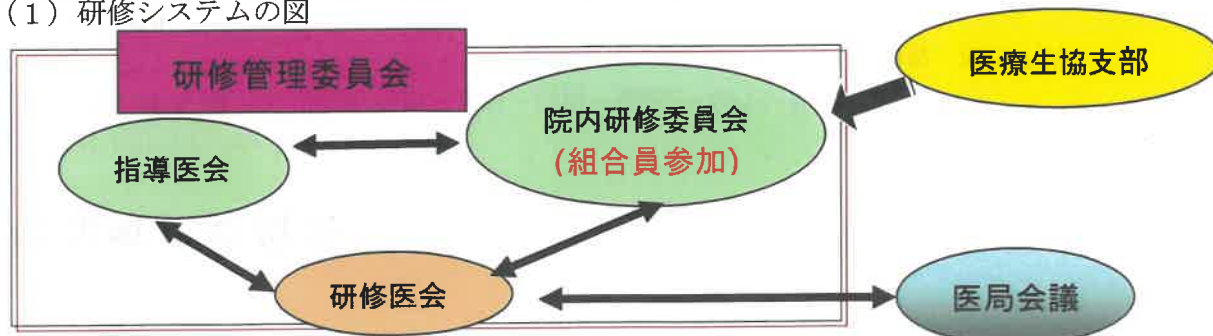 （1）研修システムの図
研修管理委員会
医療生協支部
院内研修委員会
(組合員参加)
指導医会
研修医会
医局会議